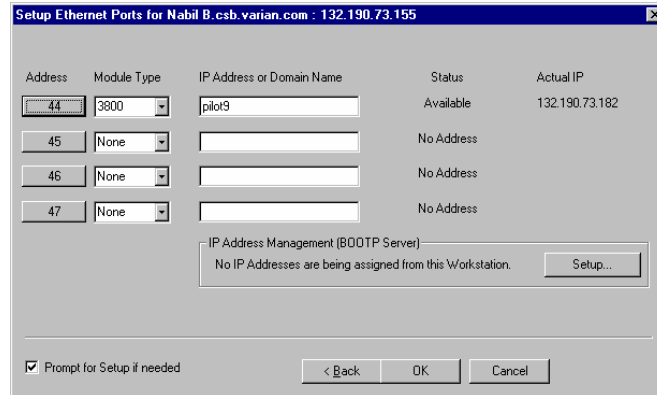 Setup Ethernet Ports for Nabil B.csb.varian.com : 132.190.73.155
Address Module Type IP Address or Domain Name Status Actual IP
44 3800 pilot9 Available 132.190.73.182
45 None No Address
46 None No Address
47 None No Address
IP Address Management (BOOTP Server)
No IP Addresses are being assigned from this Workstation. Setup...
Prompt for Setup if needed < Back OK Cancel